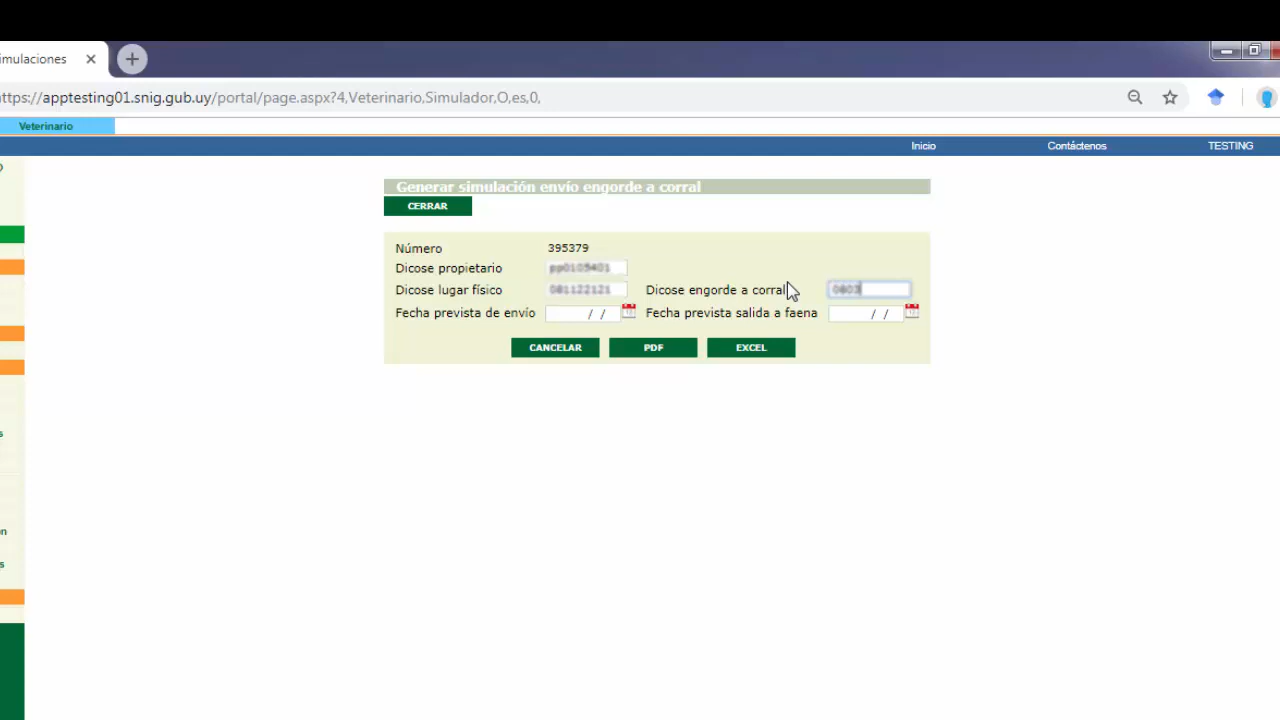 imulaciones
ttps://apptesting01.snig.gub.uy/portal/page.aspx?4,Veterinario,Simulador,O,es,0,
Veterinario
Inicio Contáctenos TESTING
Generar simulación envío engorde a corral
CERRAR
Número 395379
Dicose propietario
Dicose lugar físico Dicose engorde a corral
Fecha prevista de envío / / Fecha prevista salida a faena / /
CANCELAR PDF EXCEL